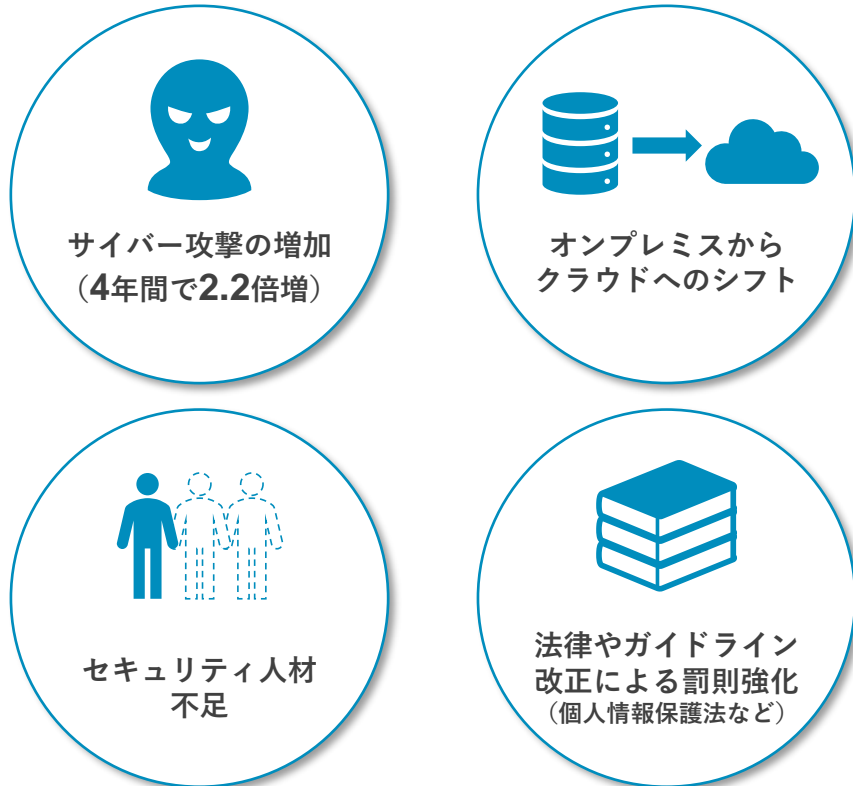 サイバー攻撃の増加
（4年間で2.2倍増）
オンプレミスから
クラウドへのシフト
セキュリティ人材
不足
法律やガイドライン
改正による罰則強化
（個人情報保護法など）